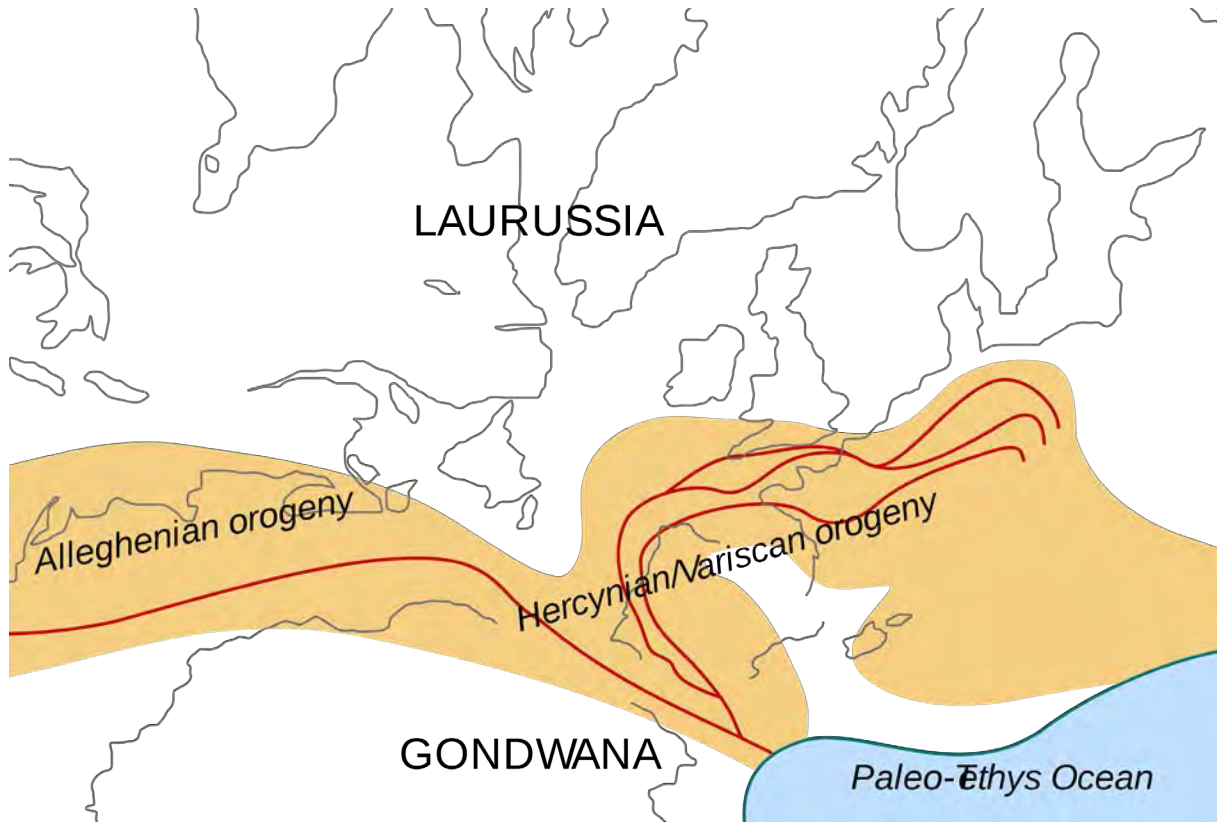 LAURUSSIA
Alleghenian orogeny
Hercynian/Variscan orogeny
GONDWANA
Paleo-Tethys Ocean